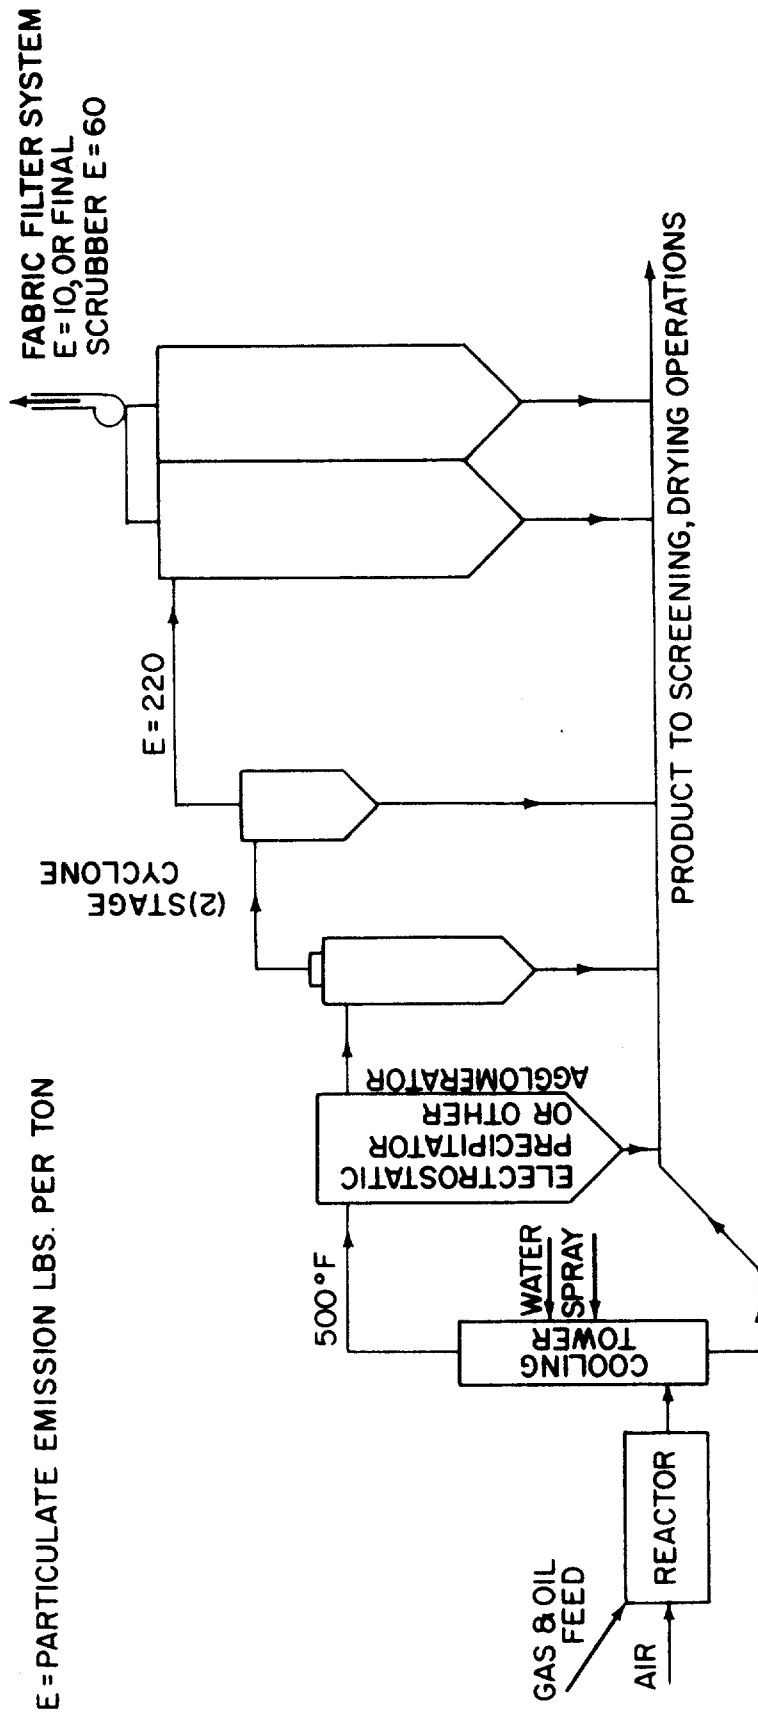 E = PARTICULATE EMISSION LBS. PER TON
FABRIC FILTER SYSTEM
E = 10, OR FINAL
SCRUBBER E = 60
E = 220
(2) STAGE
CYCLONE
500°F
ELECTROSTATIC
PRECIPITATOR
OR OTHER
AGGLOMERATOR
WATER
SPRAY
COOLING
TOWER
GAS & OIL
FEED
AIR
REACTOR
PRODUCT TO SCREENING, DRYING OPERATIONS